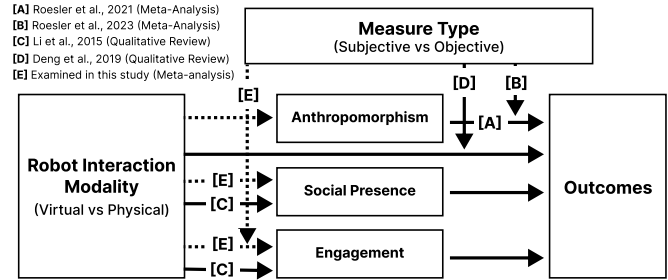 [A] Roesler et al., 2021 (Meta-Analysis)
[B] Roesler et al., 2023 (Meta-Analysis)
[C] Li et al., 2015 (Qualitative Review)
[D] Deng et al., 2019 (Qualitative Review)
[E] Examined in this study (Meta-analysis)
Measure Type
(Subjective vs Objective)
[E]
[D]
[B]
Anthropomorphism
[A]
Robot Interaction
Modality
(Virtual vs Physical)
[E]
[C]
Social Presence
Outcomes
[E]
[C]
Engagement